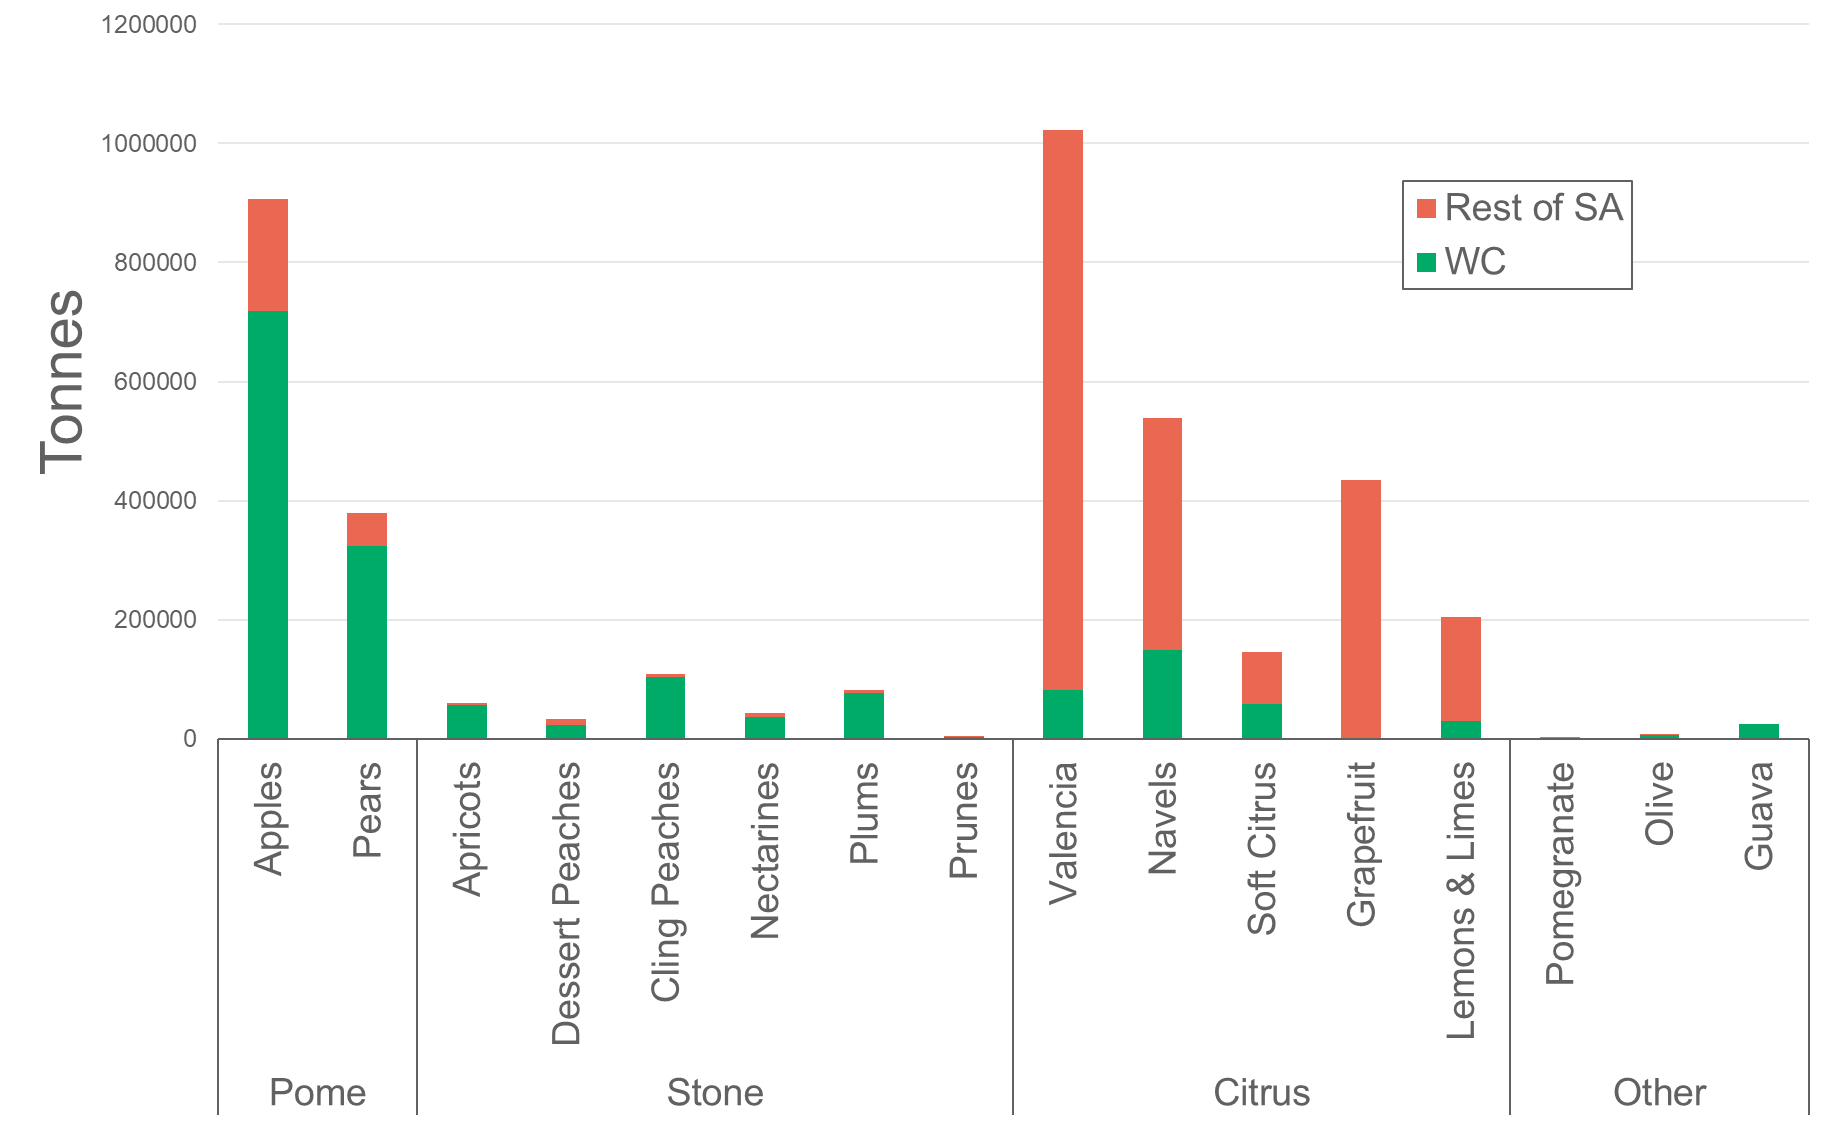 1200000
1000000
800000
600000
400000
200000
0
Tonnes
Rest of SA
WC
Apples
Pears
Apricots
Dessert Peaches
Cling Peaches
Nectarines
Plums
Prunes
Valencia
Navels
Soft Citrus
Grapefruit
Lemons & Limes
Pomegranate
Olive
Guava
Pome
Stone
Citrus
Other